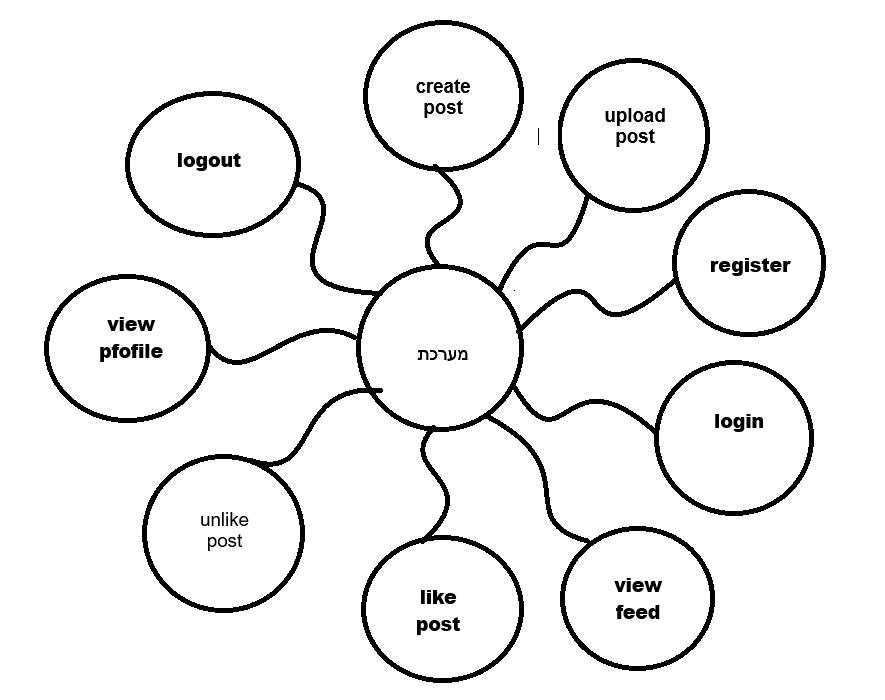 create
post
upload
post
logout
register
view
pfofile
מערכת
login
unlike
post
like
post
view
feed